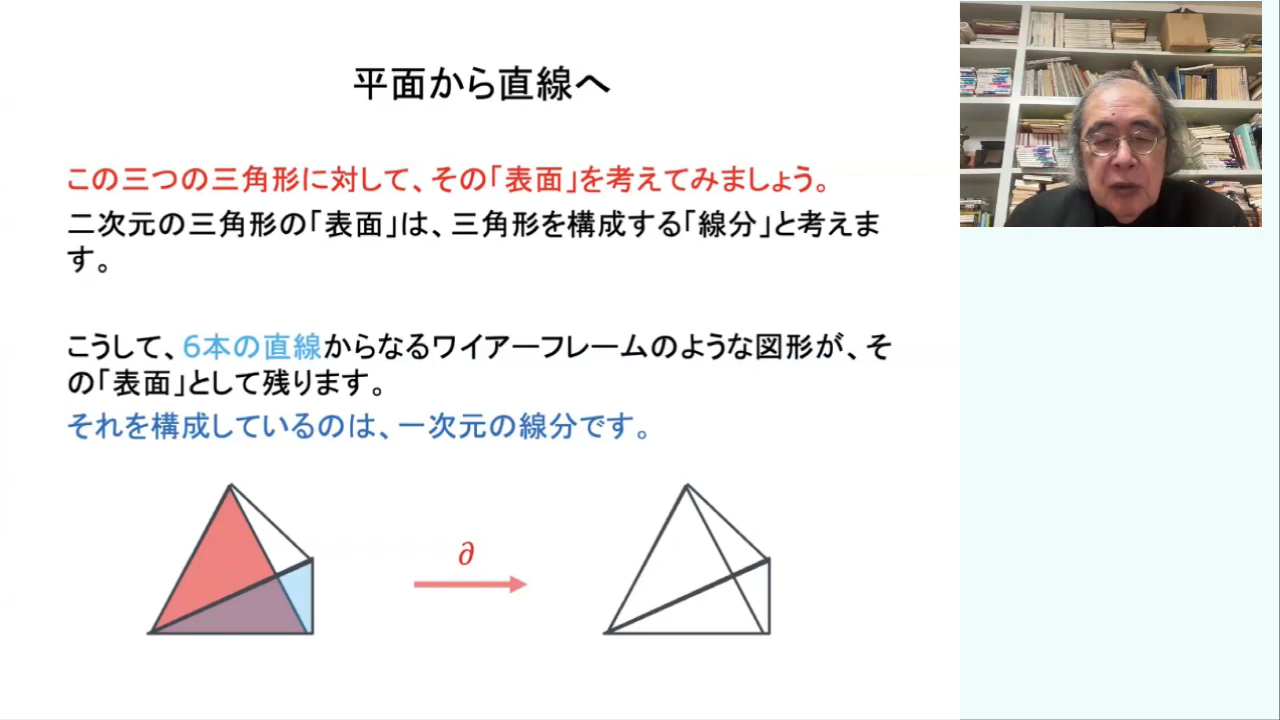 平面から直線へ
この三つの三角形に対して、その「表面」を考えてみましょう。
二次元の三角形の「表面」は、三角形を構成する「線分」と考えま
す。
こうして、6本の直線からなるワイアーフレームのような図形が、そ
の「表面」として残ります。
それを構成しているのは、一次元の線分です。
∂